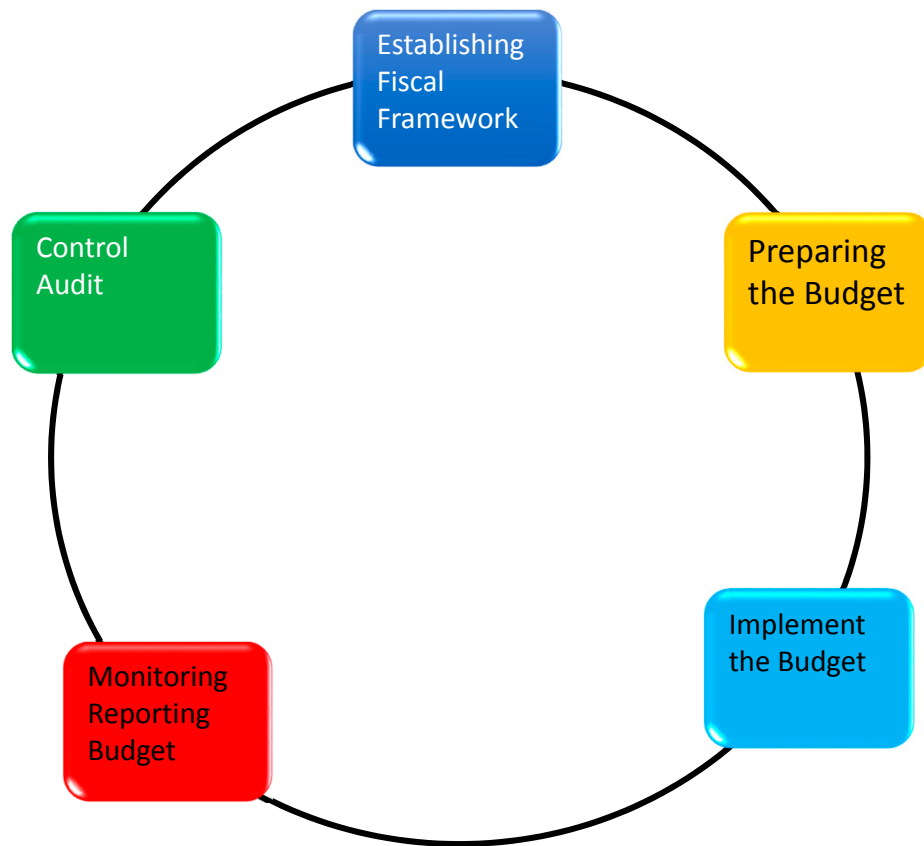 Establishing
Fiscal
Framework
Preparing
the Budget
Implement
the Budget
Monitoring
Reporting
Budget
Control
Audit